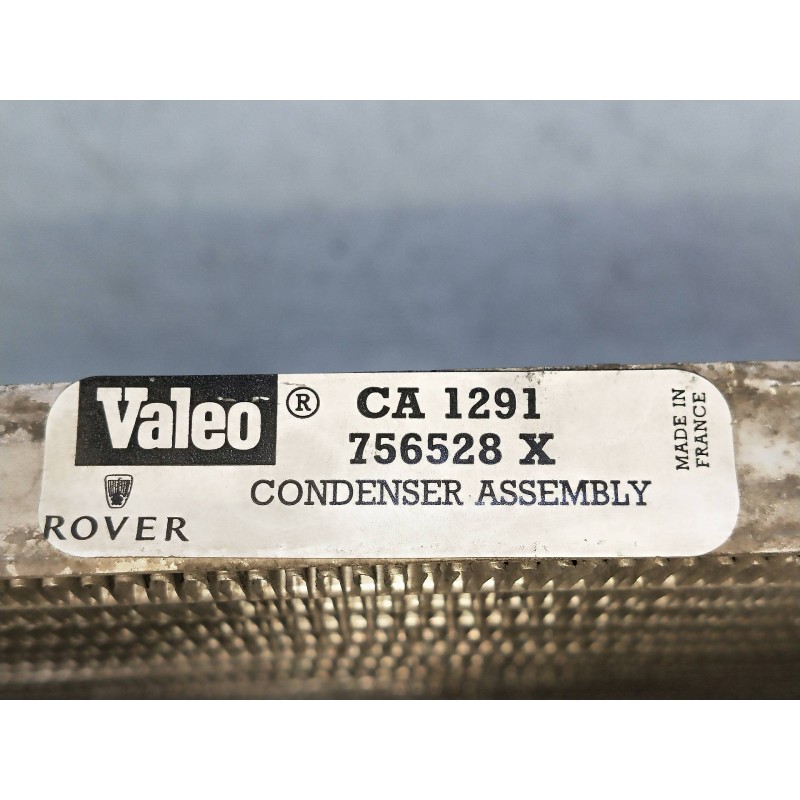 Valeo ® CA 1291
756528 X
CONDENSER ASSEMBLY
ROVER
MADE IN
FRANCE